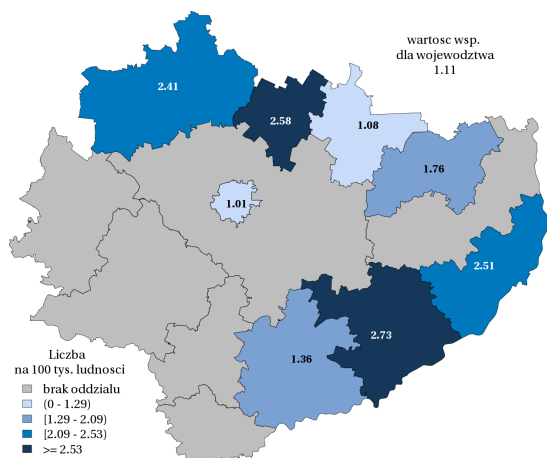 wartosc wsp.
dla wojewodztwa
1.11
2.41
2.58
1.08
1.76
1.01
2.51
2.73
1.36
Liczba
na 100 tys. ludnosci
brak oddzialu
(0 - 1.29)
[1.29 - 2.09)
[2.09 - 2.53)
>= 2.53